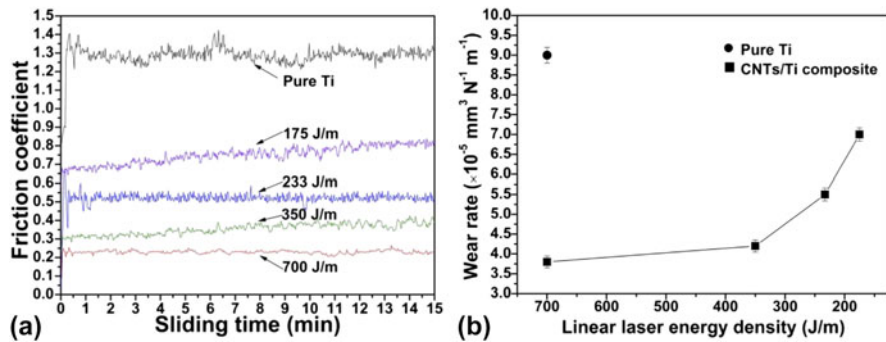 1.5
1.4
1.3
1.2
1.1
1.0
0.9
0.8
0.7
0.6
0.5
0.4
0.3
0.2
0.1
0.0
Friction coefficient
Pure Ti
175 J/m
233 J/m
350 J/m
700 J/m
0 1 2 3 4 5 6 7 8 9 10 11 12 13 14 15
Sliding time (min)
(a)
10.0
9.5
9.0
8.5
8.0
7.5
7.0
6.5
6.0
5.5
5.0
4.5
4.0
3.5
3.0
Wear rate (×10⁻⁵ mm³ N⁻¹ m⁻¹)
Pure Ti
CNTs/Ti composite
700 600 500 400 300 200
Linear laser energy density (J/m)
(b)